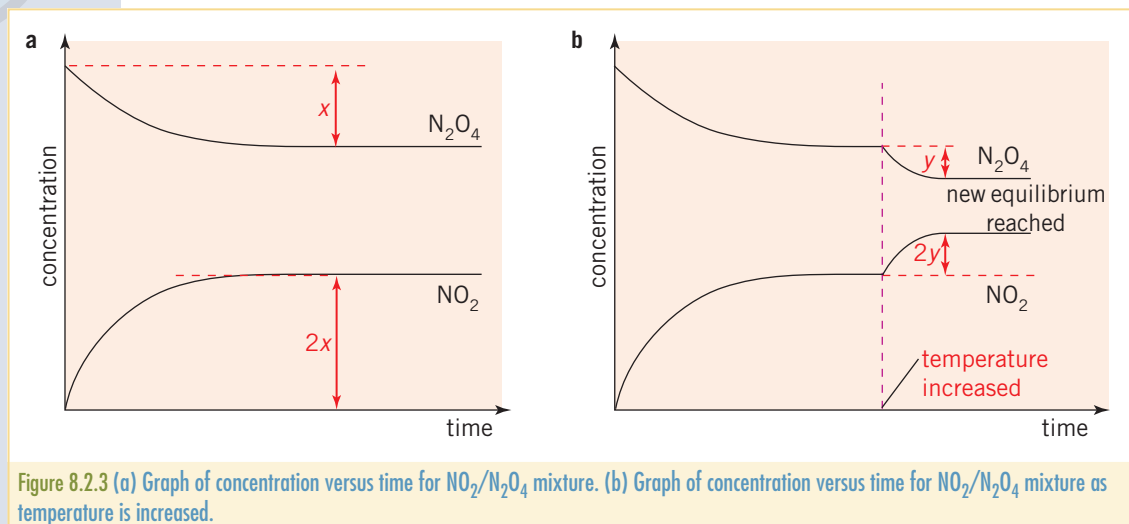 a
concentration
x
N₂O₄
NO₂
2x
time
b
concentration
y
N₂O₄
new equilibrium
reached
2y
NO₂
temperature
increased
time
Figure 8.2.3 (a) Graph of concentration versus time for NO₂/N₂O₄ mixture. (b) Graph of concentration versus time for NO₂/N₂O₄ mixture as
temperature is increased.